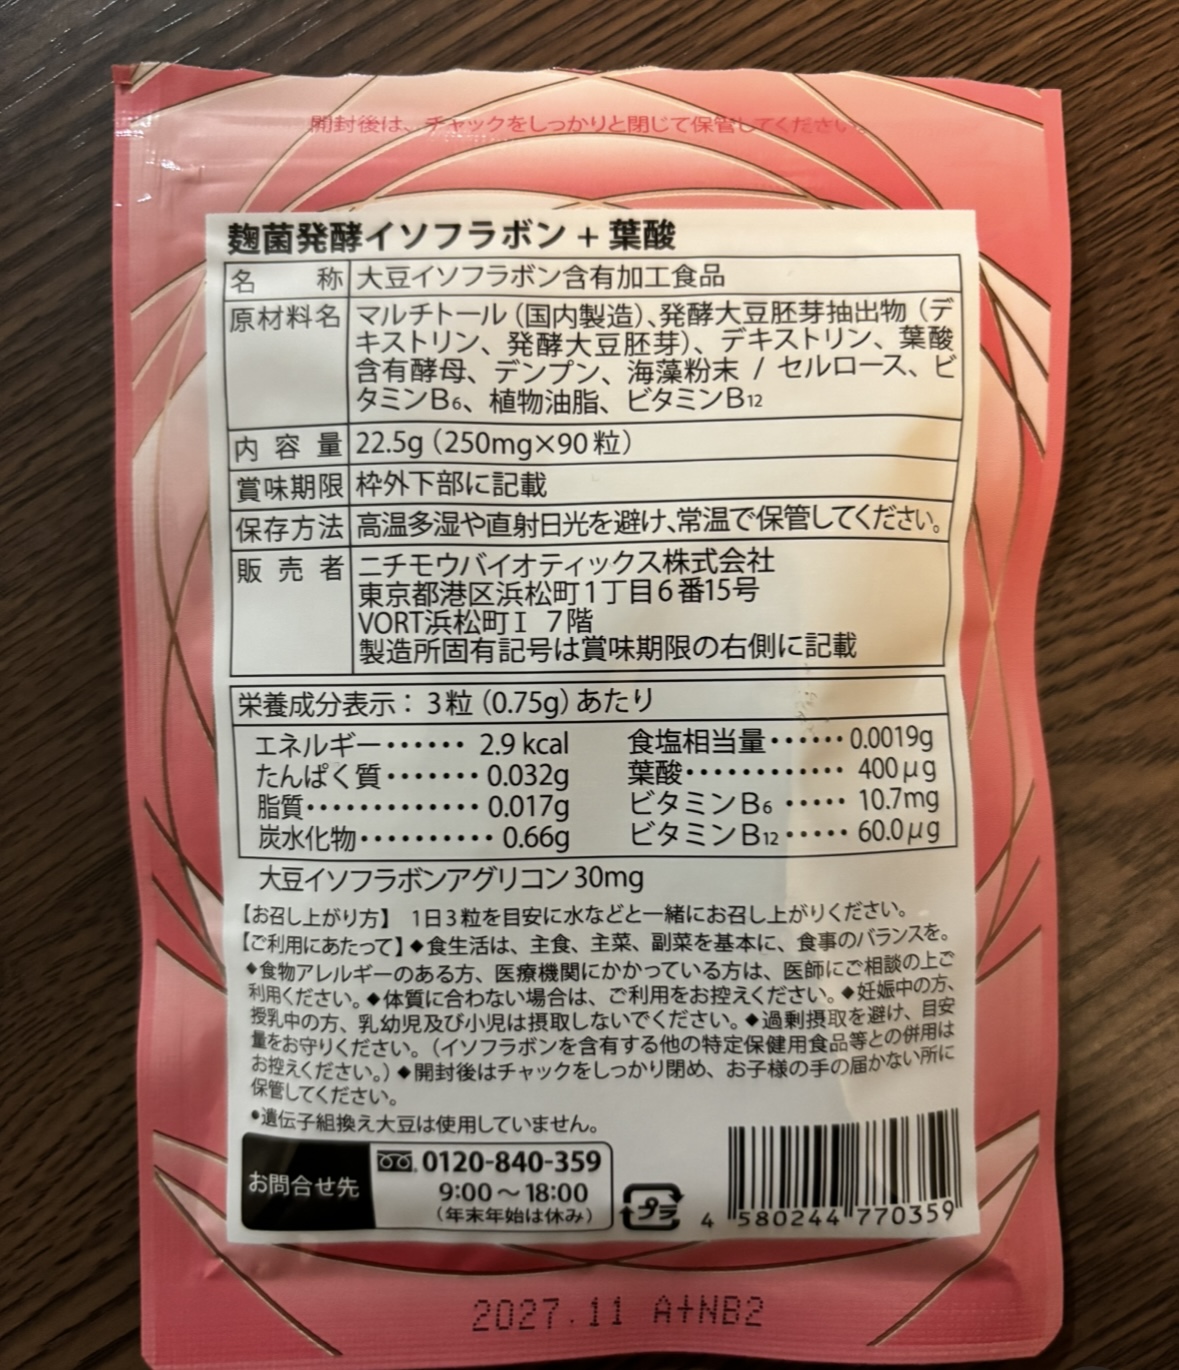 開封後は、チャックをしっかりと閉じて保管してください。
麹菌発酵イソフラボン + 葉酸
名 称 大豆イソフラボン含有加工食品
原材料名 マルチトール（国内製造）、発酵大豆胚芽抽出物（デ
キストリン、発酵大豆胚芽）、デキストリン、葉酸
含有酵母、デンプン、海藻粉末 / セルロース、ビ
タミンB6、植物油脂、ビタミンB12
内 容 量 22.5g（250mg×90粒）
賞味期限 枠外下部に記載
保存方法 高温多湿や直射日光を避け、常温で保管してください。
販 売 者 ニチモウバイオティックス株式会社
東京都港区浜松町1丁目6番15号
VORT浜松町Ⅰ 7階
製造所固有記号は賞味期限の右側に記載
栄養成分表示：3粒（0.75g）あたり
エネルギー‥‥‥ 2.9 kcal 食塩相当量‥‥‥ 0.0019g
たんぱく質‥‥‥・ 0.032g 葉酸‥‥‥‥‥‥ 400μg
脂質‥‥‥‥‥‥・ 0.017g ビタミンB6 ‥‥・ 10.7mg
炭水化物‥‥‥‥‥ 0.66g ビタミンB12‥‥・ 60.0μg
大豆イソフラボンアグリコン 30mg
【お召し上がり方】 1日3粒を目安に水などと一緒にお召し上がりください。
【ご利用にあたって】◆食生活は、主食、主菜、副菜を基本に、食事のバランスを。
◆食物アレルギーのある方、医療機関にかかっている方は、医師にご相談の上ご
利用ください。◆体質に合わない場合は、ご利用をお控えください。◆妊娠中の方、
授乳中の方、乳幼児及び小児は摂取しないでください。◆過剰摂取を避け、目安
量をお守りください。（イソフラボンを含有する他の特定保健用食品等との併用は
お控えください。）◆開封後はチャックをしっかり閉め、お子様の手の届かない所に
保管してください。
●遺伝子組換え大豆は使用していません。
お問合せ先 0120-840-359
9:00～18:00
（年末年始は休み）
プラ
4 580244 770359
2027.11 A+NB2